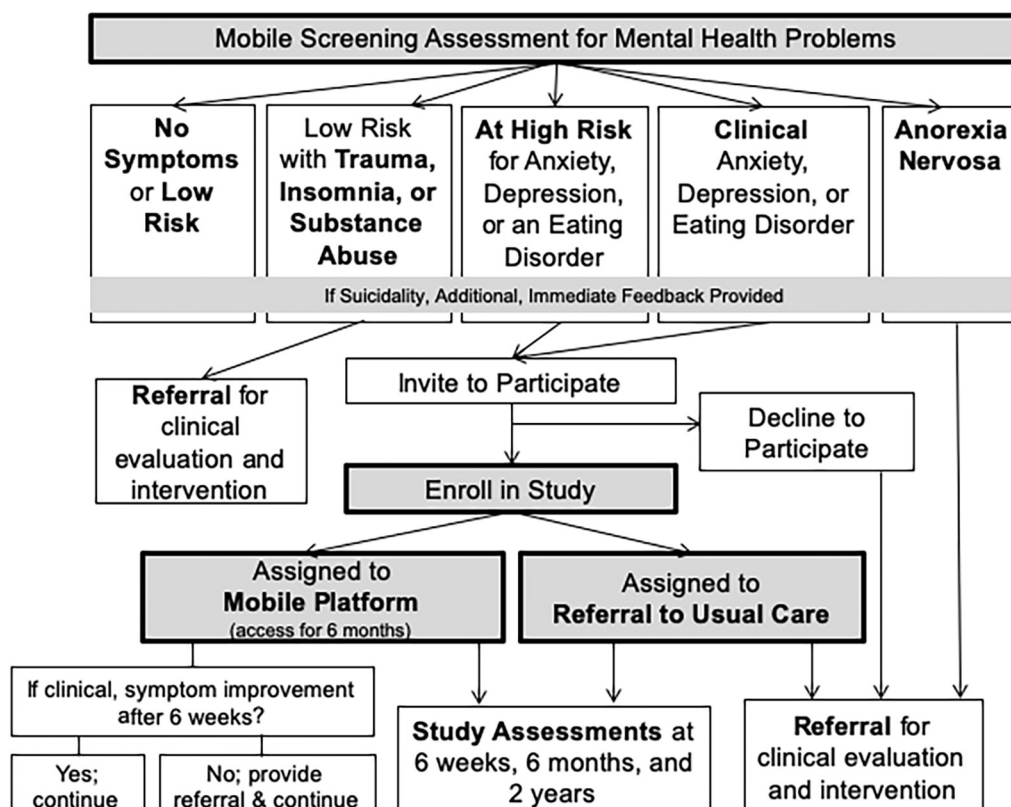 Mobile Screening Assessment for Mental Health Problems
No
Symptoms
or Low
Risk
Low Risk
with Trauma,
Insomnia, or
Substance
Abuse
At High Risk
for Anxiety,
Depression,
or an Eating
Disorder
Clinical
Anxiety,
Depression, or
Eating Disorder
Anorexia
Nervosa
If Suicidality, Additional, Immediate Feedback Provided
Referral for
clinical
evaluation and
intervention
Invite to Participate
Decline to
Participate
Enroll in Study
Assigned to
Mobile Platform
(access for 6 months)
Assigned to
Referral to Usual Care
If clinical, symptom improvement
after 6 weeks?
Yes;
continue
No; provide
referral & continue
Study Assessments at
6 weeks, 6 months, and
2 years
Referral for
clinical evaluation
and intervention